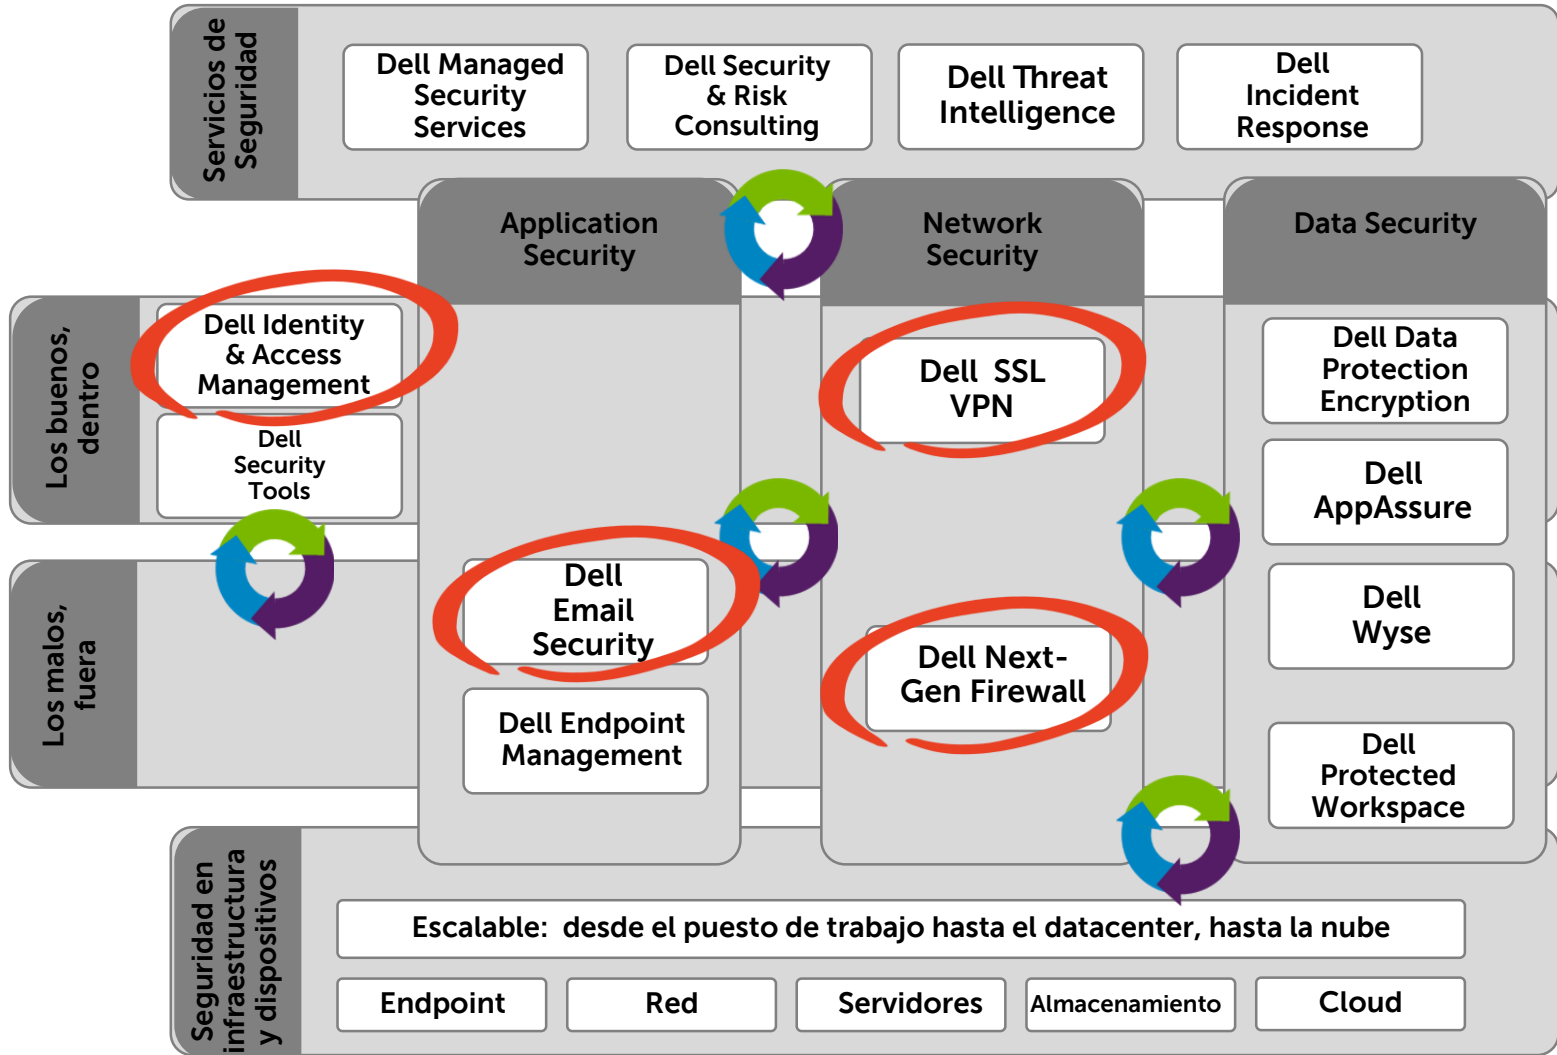 Servicios de
Seguridad
Dell Managed
Security
Services
Dell Security
& Risk
Consulting
Dell Threat
Intelligence
Dell
Incident
Response
Application
Security
Network
Security
Data Security
Los buenos,
dentro
Dell Identity
& Access
Management
Dell
Security
Tools
Dell SSL
VPN
Dell Data
Protection
Encryption
Dell
AppAssure
Los malos,
fuera
Dell
Email
Security
Dell Endpoint
Management
Dell Next-
Gen Firewall
Dell
Wyse
Dell
Protected
Workspace
Seguridad en
infraestructura
y dispositivos
Escalable: desde el puesto de trabajo hasta el datacenter, hasta la nube
Endpoint
Red
Servidores
Almacenamiento
Cloud